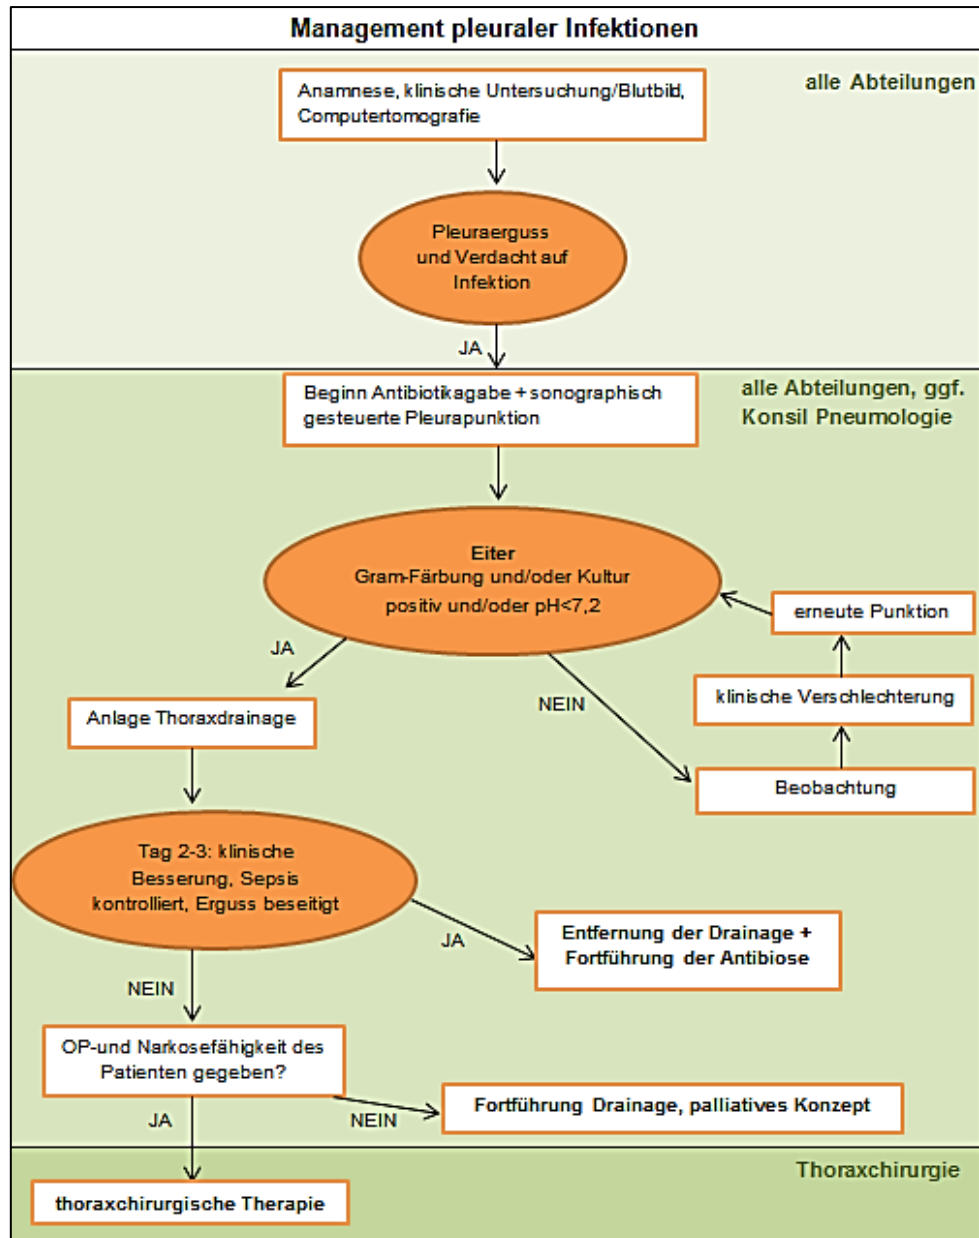 Management pleuraler Infektionen
alle Abteilungen
Anamnese, klinische Untersuchung/Blutbild,
Computertomografie
Pleuraerguss
und Verdacht auf
Infektion
JA
alle Abteilungen, ggf.
Konsil Pneumologie
Beginn Antibiotikagabe + sonographisch
gesteuerte Pleurapunktion
Eiter
Gram-Färbung und/oder Kultur
positiv und/oder pH<7,2
erneute Punktion
JA
klinische Verschlechterung
NEIN
Anlage Thoraxdrainage
Beobachtung
Tag 2-3: klinische
Besserung, Sepsis
kontrolliert, Erguss beseitigt
JA
Entfernung der Drainage +
Fortführung der Antibiose
NEIN
OP-und Narkosefähigkeit des
Patienten gegeben?
JA
NEIN
Fortführung Drainage, palliatives Konzept
Thoraxchirurgie
thoraxchirurgische Therapie